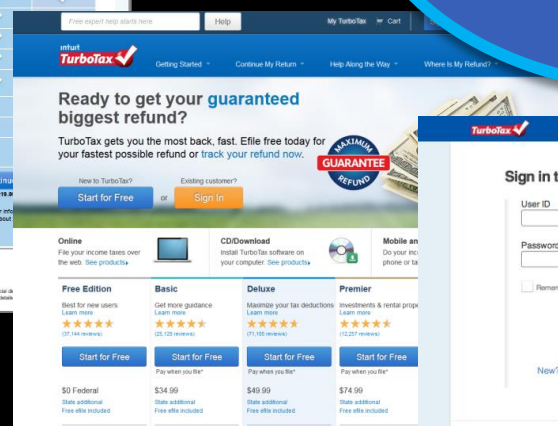 Free expert help starts here
Help
My TurboTax
Cart
intuit
TurboTax
Getting Started
Continue My Return
Help Along the Way
Where Is My Refund?
Ready to get your guaranteed
biggest refund?
TurboTax gets you the most back, fast. Efile free today for
your fastest possible refund or track your refund now.
MAXIMUM
GUARANTEE
REFUND
New to TurboTax?
Existing customer?
Start for Free
or
Sign In
Online
File your income taxes over
the web. See products
CD/Download
Install TurboTax software on
your computer. See products
Mobile an
Do your inc
phone or ta
Free Edition
Best for new users
Learn more
(37,144 reviews)
Start for Free
$0 Federal
State additional
Free efile included
Basic
Get more guidance
Learn more
Start for Free
Pay when you file*
$34.99
State additional
Free efile included
Deluxe
Maximize your tax deductions
Learn more
Start for Free
Pay when you file*
$49.99
State additional
Free efile included
Premier
Investments & rental prope
Learn more
(12,257 reviews)
Start for Free
Pay when you file*
$74.99
State additional
Free efile included
TurboTax
Sign in t
User ID
Password
Remem
New?